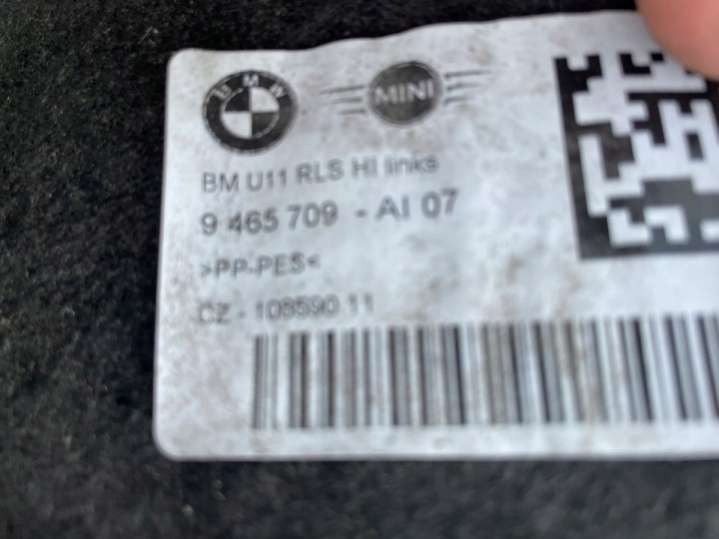 BMW
MINI
BM U11 RLS HI links
9 465 709 - AI 07
>PP-PES<
CZ - 108590 11